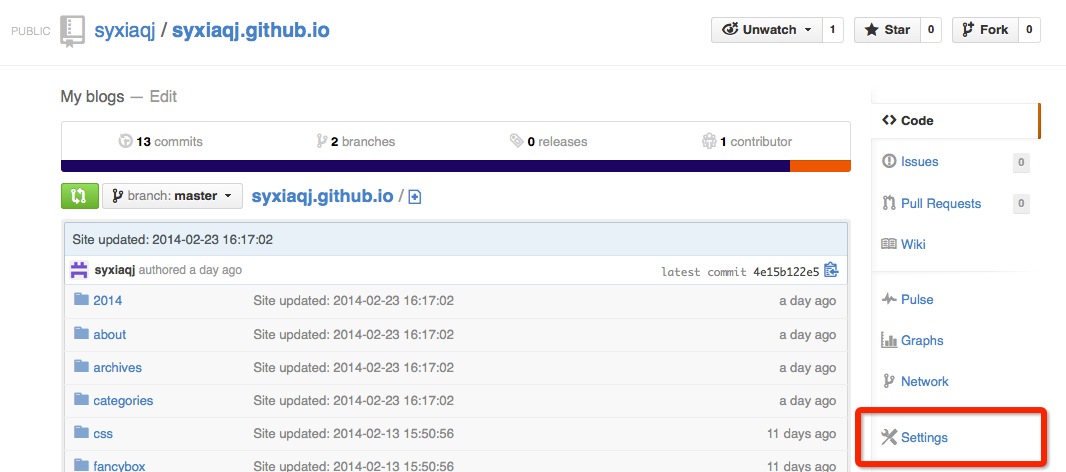 PUBLIC syxiaqj / syxiaqj.github.io Unwatch 1 Star 0 Fork 0
My blogs — Edit
13 commits 2 branches 0 releases 1 contributor
branch: master syxiaqj.github.io /
Site updated: 2014-02-23 16:17:02
syxiaqj authored a day ago latest commit 4e15b122e5
2014 Site updated: 2014-02-23 16:17:02 a day ago
about Site updated: 2014-02-23 16:17:02 a day ago
archives Site updated: 2014-02-23 16:17:02 a day ago
categories Site updated: 2014-02-23 16:17:02 a day ago
css Site updated: 2014-02-13 15:50:56 11 days ago
fancybox Site updated: 2014-02-13 15:50:56 11 days ago
Code
Issues 0
Pull Requests 0
Wiki
Pulse
Graphs
Network
Settings